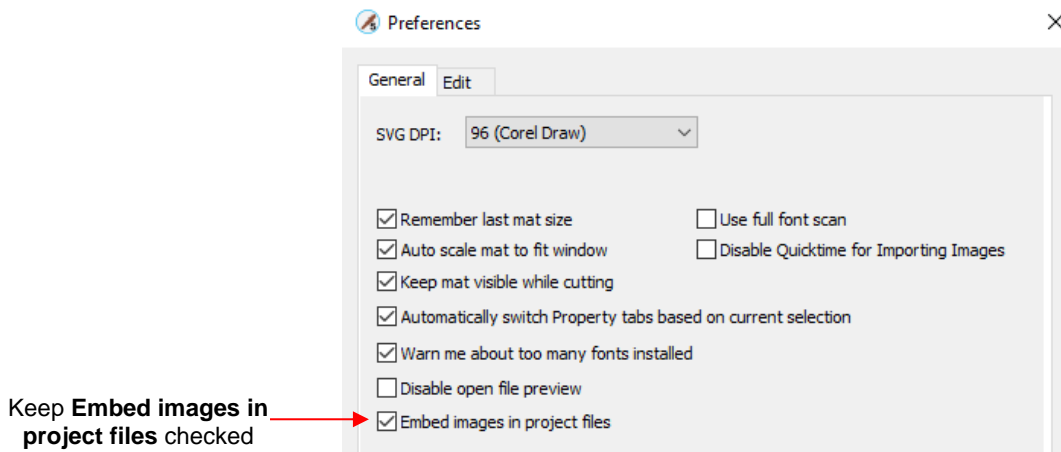 Preferences
General Edit
SVG DPI: 96 (Corel Draw)
Remember last mat size Use full font scan
Auto scale mat to fit window Disable Quicktime for Importing Images
Keep mat visible while cutting
Automatically switch Property tabs based on current selection
Warn me about too many fonts installed
Disable open file preview
Keep Embed images in
project files checked
Embed images in project files